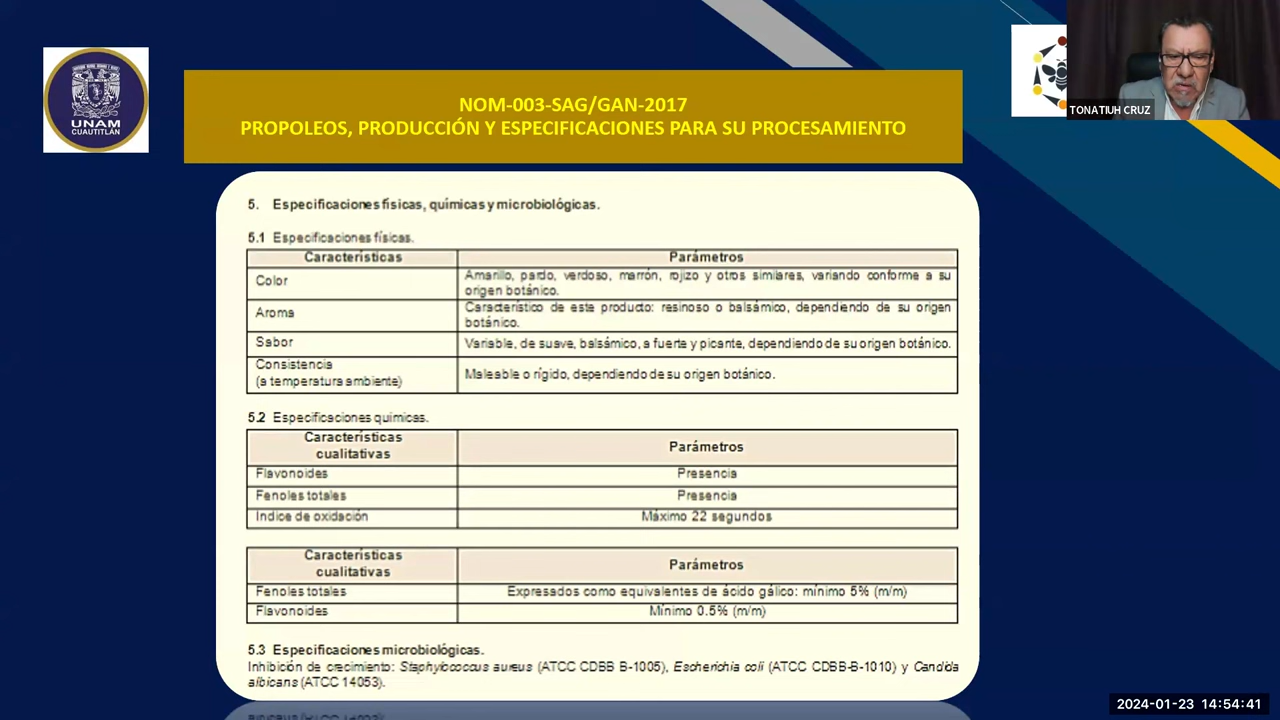 UNAM
CUAUTITLÁN
NOM-003-SAG/GAN-2017
PROPOLEOS, PRODUCCIÓN Y ESPECIFICACIONES PARA SU PROCESAMIENTO
TONATIUH CRUZ
5. Especificaciones físicas, químicas y microbiológicas.
5.1 Especificaciones físicas.
Características Parámetros
Color Amarillo, pardo, verdoso, marrón, rojizo y otros similares, variando conforme a su
origen botánico.
Aroma Característico de este producto: resinoso o balsámico, dependiendo de su origen
botánico.
Sabor Variable, de suave, balsámico, a fuerte y picante, dependiendo de su origen botánico.
Consistencia
(a temperatura ambiente) Maleable o rígido, dependiendo de su origen botánico.
5.2 Especificaciones químicas.
Características
cualitativas Parámetros
Flavonoides Presencia
Fenoles totales Presencia
Indice de oxidación Máximo 22 segundos
Características
cualitativas Parámetros
Fenoles totales Expresados como equivalentes de ácido gálico: mínimo 5% (m/m)
Flavonoides Mínimo 0.5% (m/m)
5.3 Especificaciones microbiológicas.
Inhibición de crecimiento: Staphylococcus aureus (ATCC CDBB B-1005), Escherichia coli (ATCC CDBB-B-1010) y Candida
albicans (ATCC 14053).
2024-01-23 14:54:41